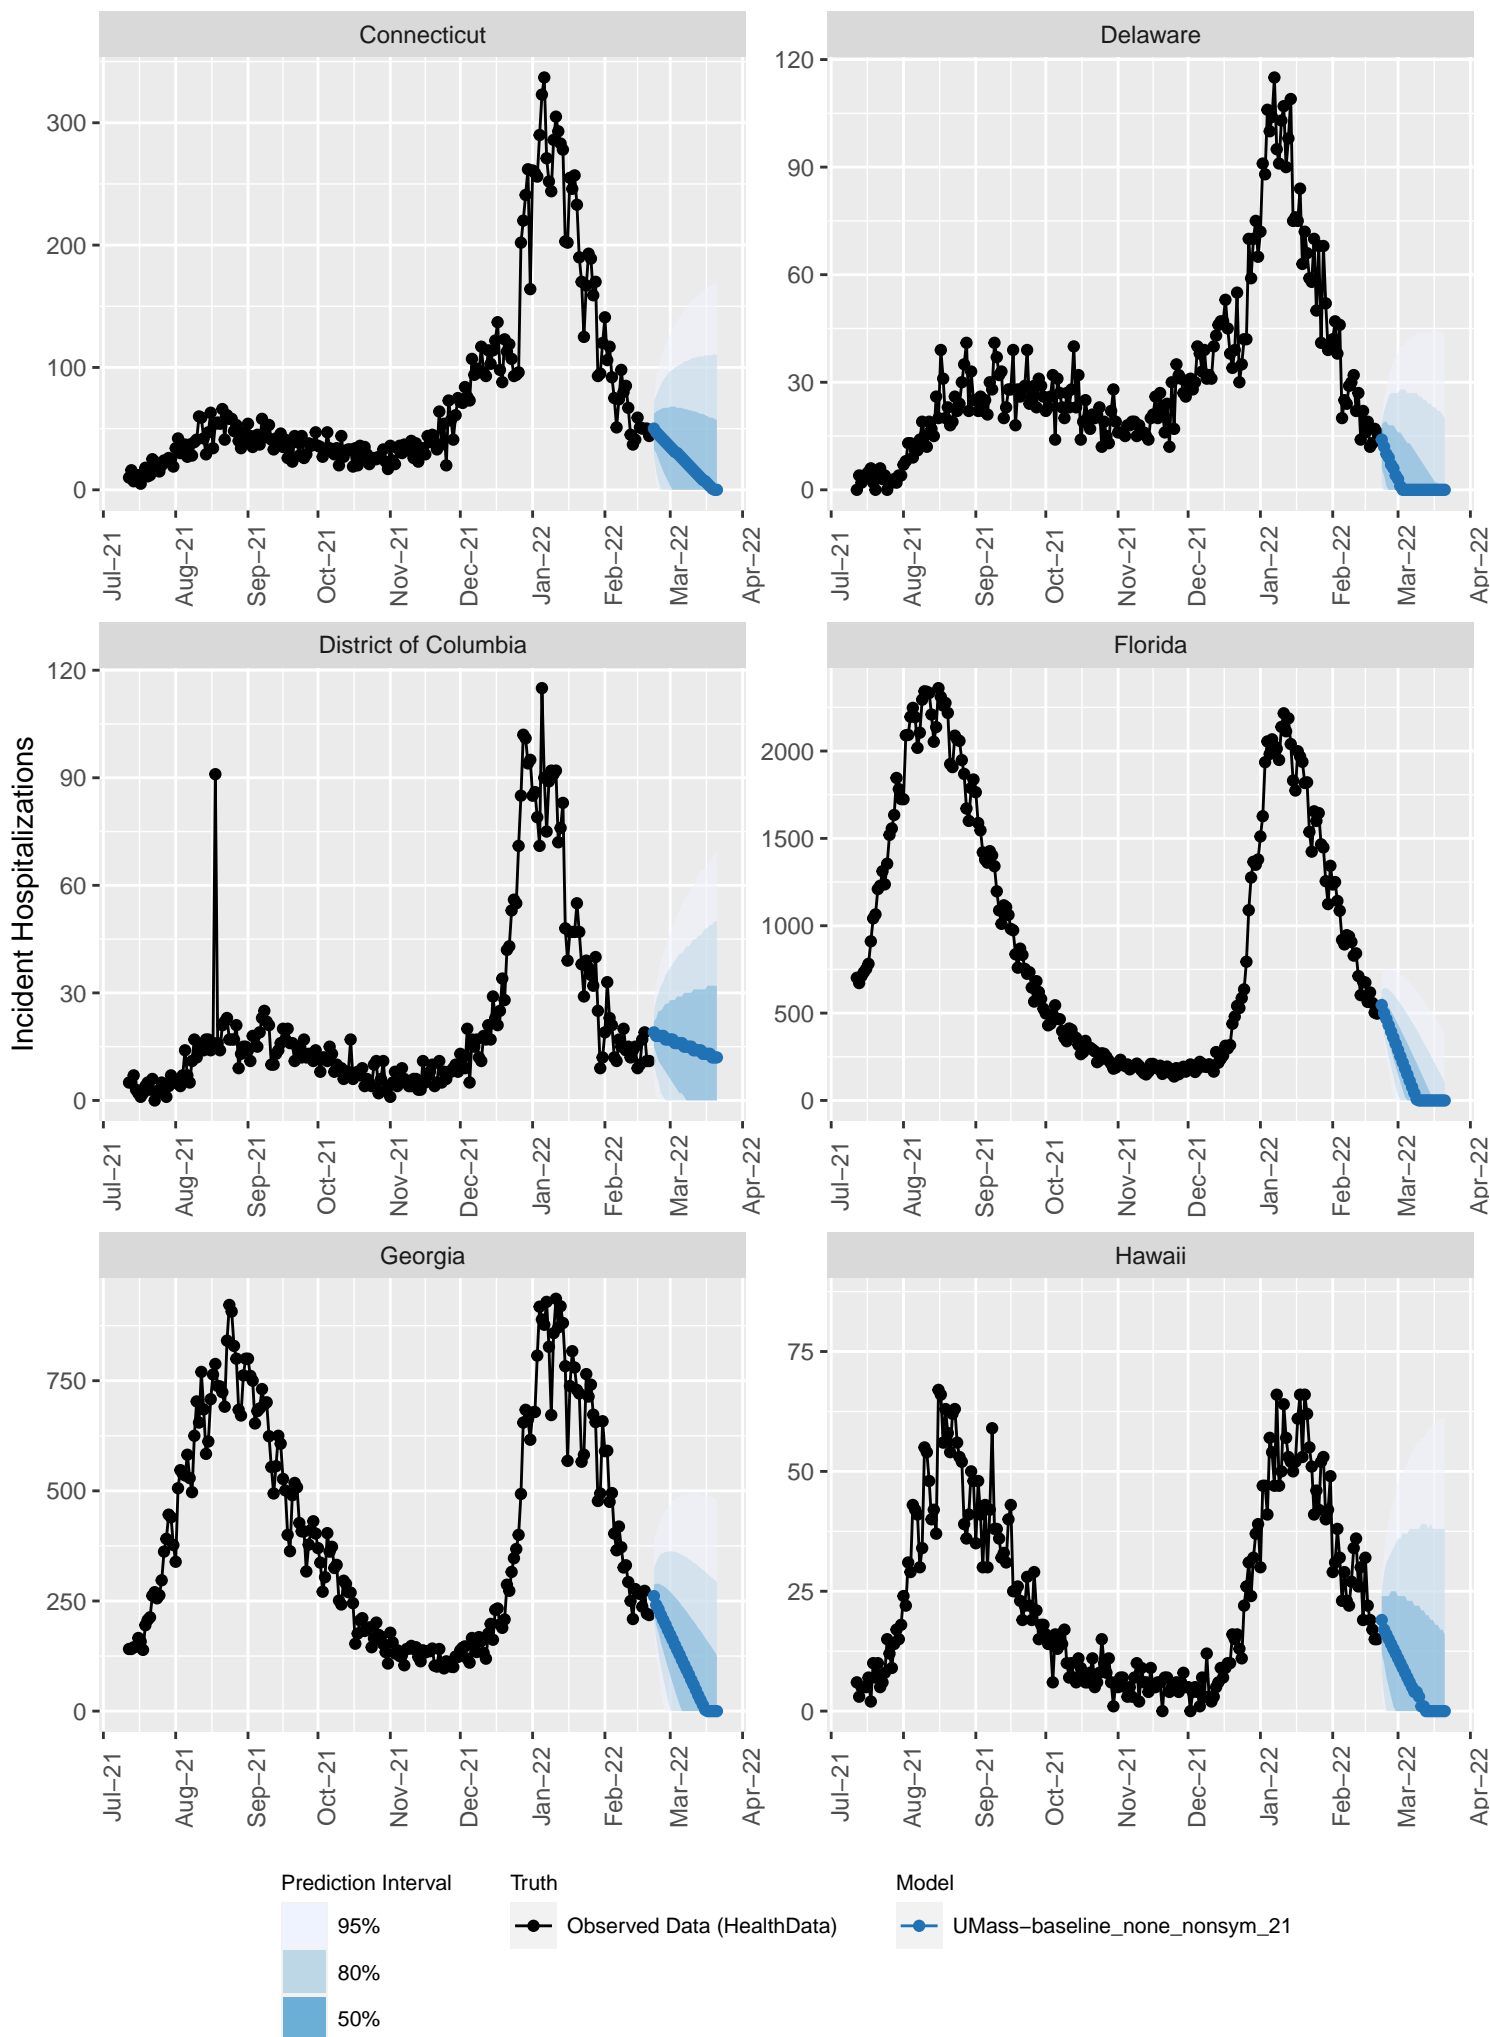 Connecticut
Delaware
300
200
100
0
120
90
60
30
0
Jul−21
Aug−21
Sep−21
Oct−21
Nov−21
Dec−21
Jan−22
Feb−22
Mar−22
Apr−22
Jul−21
Aug−21
Sep−21
Oct−21
Nov−21
Dec−21
Jan−22
Feb−22
Mar−22
Apr−22
Incident Hospitalizations
District of Columbia
Florida
120
90
60
30
0
2000
1500
1000
500
0
Jul−21
Aug−21
Sep−21
Oct−21
Nov−21
Dec−21
Jan−22
Feb−22
Mar−22
Apr−22
Jul−21
Aug−21
Sep−21
Oct−21
Nov−21
Dec−21
Jan−22
Feb−22
Mar−22
Apr−22
Georgia
Hawaii
750
500
250
0
75
50
25
0
Jul−21
Aug−21
Sep−21
Oct−21
Nov−21
Dec−21
Jan−22
Feb−22
Mar−22
Apr−22
Jul−21
Aug−21
Sep−21
Oct−21
Nov−21
Dec−21
Jan−22
Feb−22
Mar−22
Apr−22
Prediction Interval
95%
80%
50%
Truth
Observed Data (HealthData)
Model
UMass−baseline_none_nonsym_21